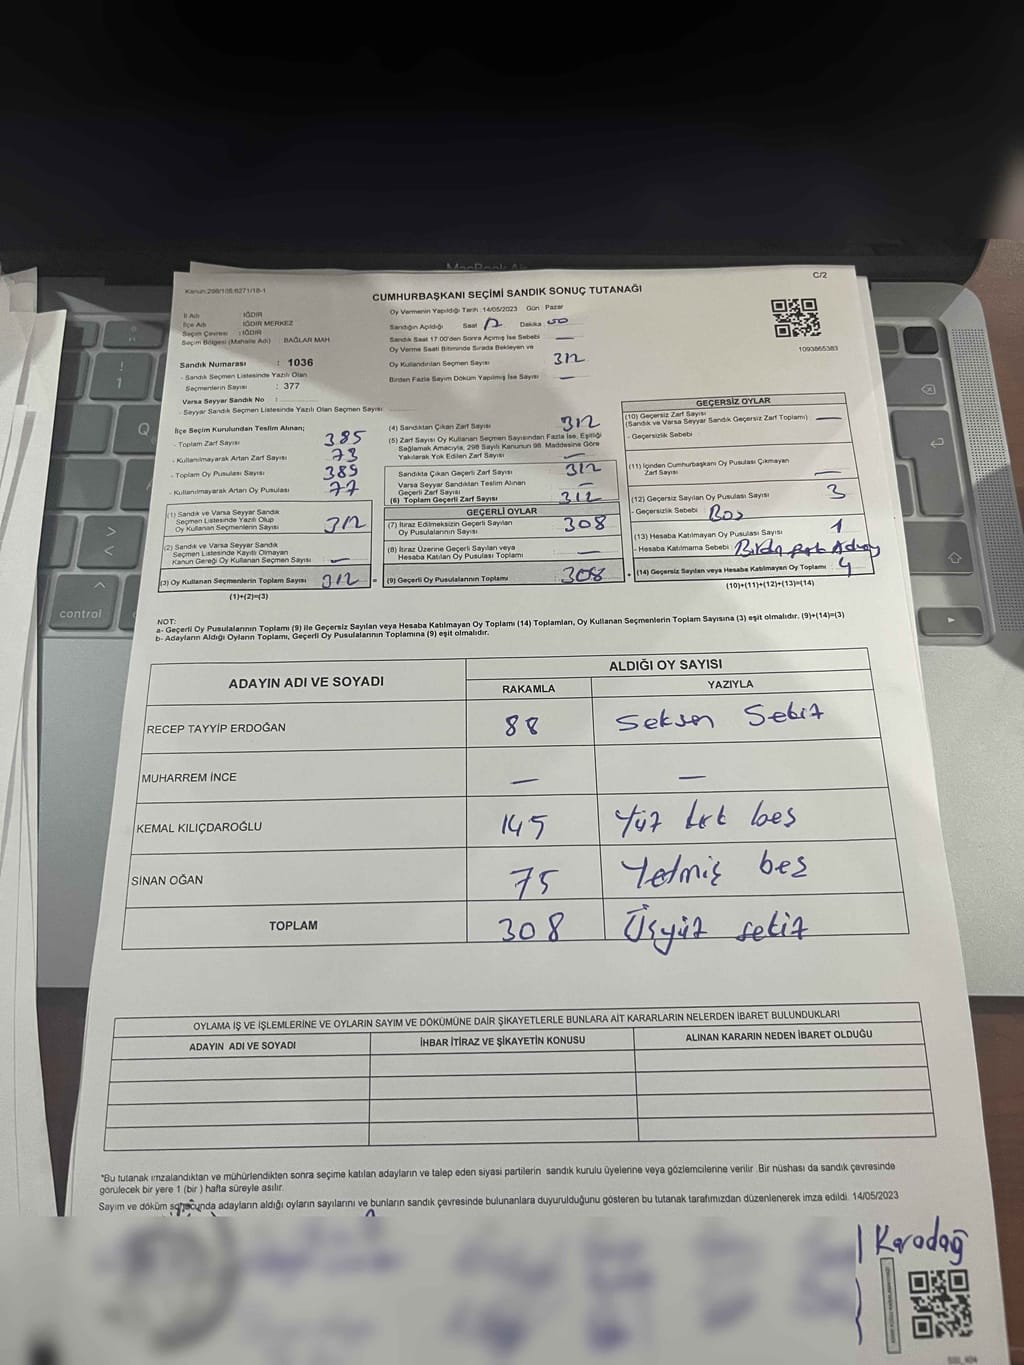 MacBook Air
C/2
Kanun:298/105;6271/18-1
CUMHURBAŞKANI SEÇİMİ SANDIK SONUÇ TUTANAĞI
İl Adı : IĞDIR
İlçe Adı : IĞDIR MERKEZ
Seçim Çevresi : IĞDIR
Seçim Bölgesi (Mahalle Adı) : BAĞLAR MAH.
Sandık Numarası : 1036
- Sandık Seçmen Listesinde Yazılı Olan
Seçmenlerin Sayısı : 377
Varsa Seyyar Sandık No :
- Seyyar Sandık Seçmen Listesinde Yazılı Olan Seçmen Sayısı
Oy Vermenin Yapıldığı Tarih : 14/05/2023 Gün : Pazar
Sandığın Açıldığı Saat Dakika 00
Sandık Saat 17:00'den Sonra Açılmış İse Sebebi —
Oy Verme Saati Bitiminde Sırada Bekleyen ve
Oy Kullandırılan Seçmen Sayısı 312
Birden Fazla Sayım Döküm Yapılmış İse Sayısı —
1093865383
İlçe Seçim Kurulundan Teslim Alınan;
- Toplam Zarf Sayısı 385
- Kullanılmayarak Artan Zarf Sayısı 73
- Toplam Oy Pusulası Sayısı 389
- Kullanılmayarak Artan Oy Pusulası 77
(1) Sandık ve Varsa Seyyar Sandık
Seçmen Listesinde Yazılı Olup
Oy Kullanan Seçmenlerin Sayısı 312
(2) Sandık ve Varsa Seyyar Sandık
Seçmen Listesinde Kayıtlı Olmayan
Kanun Gereği Oy Kullanan Seçmen Sayısı —
(3) Oy Kullanan Seçmenlerin Toplam Sayısı 312 =
(1)+(2)=(3)
(4) Sandıktan Çıkan Zarf Sayısı 312
(5) Zarf Sayısı Oy Kullanan Seçmen Sayısından Fazla İse, Eşitliği
Sağlamak Amacıyla, 298 Sayılı Kanunun 98. Maddesine Göre
Yakılarak Yok Edilen Zarf Sayısı —
Sandıkta Çıkan Geçerli Zarf Sayısı 312
Varsa Seyyar Sandıktan Teslim Alınan
Geçerli Zarf Sayısı —
(6) Toplam Geçerli Zarf Sayısı 312
GEÇERLİ OYLAR
(7) İtiraz Edilmeksizin Geçerli Sayılan
Oy Pusulalarının Sayısı 308
(8) İtiraz Üzerine Geçerli Sayılan veya
Hesaba Katılan Oy Pusulası Toplamı —
(9) Geçerli Oy Pusulalarının Toplamı 308 +
GEÇERSİZ OYLAR
(10) Geçersiz Zarf Sayısı
(Sandık ve Varsa Seyyar Sandık Geçersiz Zarf Toplamı) —
- Geçersizlik Sebebi
(11) İçinden Cumhurbaşkanı Oy Pusulası Çıkmayan
Zarf Sayısı —
(12) Geçersiz Sayılan Oy Pusulası Sayısı 3
- Geçersizlik Sebebi : Boş
(13) Hesaba Katılmayan Oy Pusulası Sayısı 1
- Hesaba Katılmama Sebebi :
(14) Geçersiz Sayılan veya Hesaba Katılmayan Oy Toplamı 4
(10)+(11)+(12)+(13)=(14)
NOT:
a- Geçerli Oy Pusulalarının Toplamı (9) ile Geçersiz Sayılan veya Hesaba Katılmayan Oy Toplamı (14) Toplamları, Oy Kullanan Seçmenlerin Toplam Sayısına (3) eşit olmalıdır. (9)+(14)=(3)
b- Adayların Aldığı Oyların Toplamı, Geçerli Oy Pusulalarının Toplamına (9) eşit olmalıdır.
ADAYIN ADI VE SOYADI ALDIĞI OY SAYISI
RAKAMLA YAZIYLA
RECEP TAYYİP ERDOĞAN 88 Seksen Sekiz
MUHARREM İNCE — —
KEMAL KILIÇDAROĞLU 145 Yüz kırk beş
SİNAN OĞAN 75 Yetmiş beş
TOPLAM 308 Üçyüz sekiz
OYLAMA İŞ VE İŞLEMLERİNE VE OYLARIN SAYIM VE DÖKÜMÜNE DAİR ŞİKAYETLERLE BUNLARA AİT KARARLARIN NELERDEN İBARET BULUNDUKLARI
ADAYIN ADI VE SOYADI İHBAR İTİRAZ VE ŞİKAYETİN KONUSU ALINAN KARARIN NEDEN İBARET OLDUĞU
*Bu tutanak imzalandıktan ve mühürlendikten sonra seçime katılan adayların ve talep eden siyasi partilerin sandık kurulu üyelerine veya gözlemcilerine verilir. Bir nüshası da sandık çevresinde
görülecek bir yere 1 (bir) hafta süreyle asılır.
Sayım ve döküm sonucunda adayların aldığı oyların sayılarını ve bunların sandık çevresinde bulunanlara duyurulduğunu gösteren bu tutanak tarafımızdan düzenlenerek imza edildi. 14/05/2023
Karadağ
!
1
Q
>
<
control